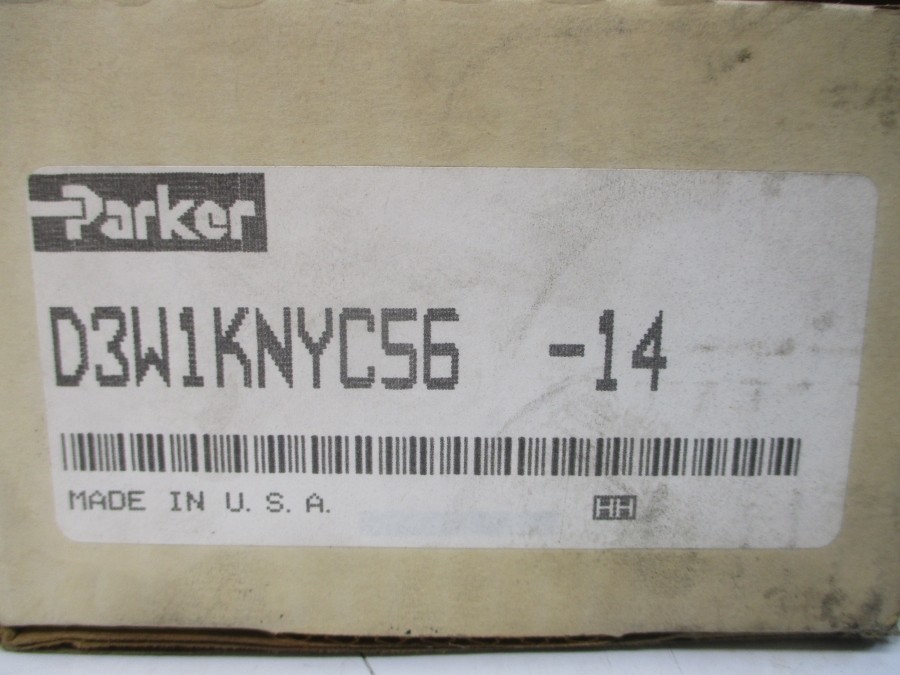 Parker
D3W1KNYC56 -14
MADE IN U.S.A.
HH